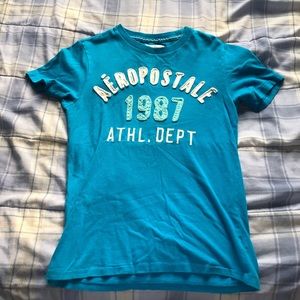 AÉROPOSTALE
1987
ATHL. DEPT